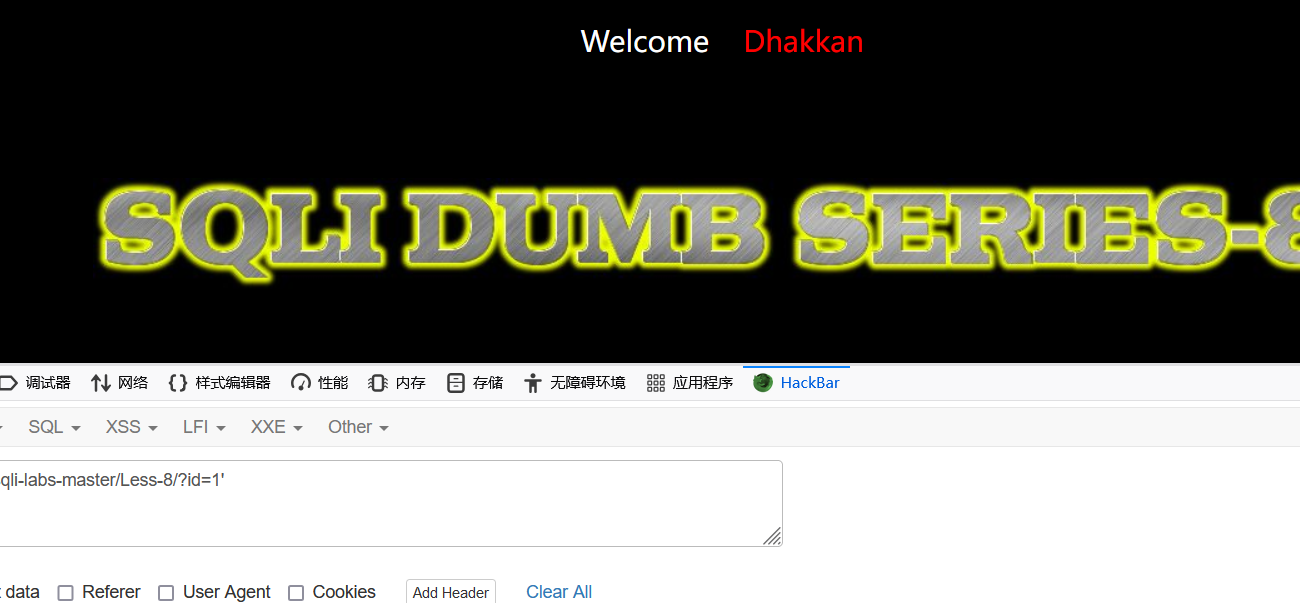 Welcome Dhakkan
SQLI DUMB SERIES-8
调试器 网络 样式编辑器 性能 内存 存储 无障碍环境 应用程序 HackBar
SQL XSS LFI XXE Other
qli-labs-master/Less-8/?id=1'
data Referer User Agent Cookies Add Header Clear All